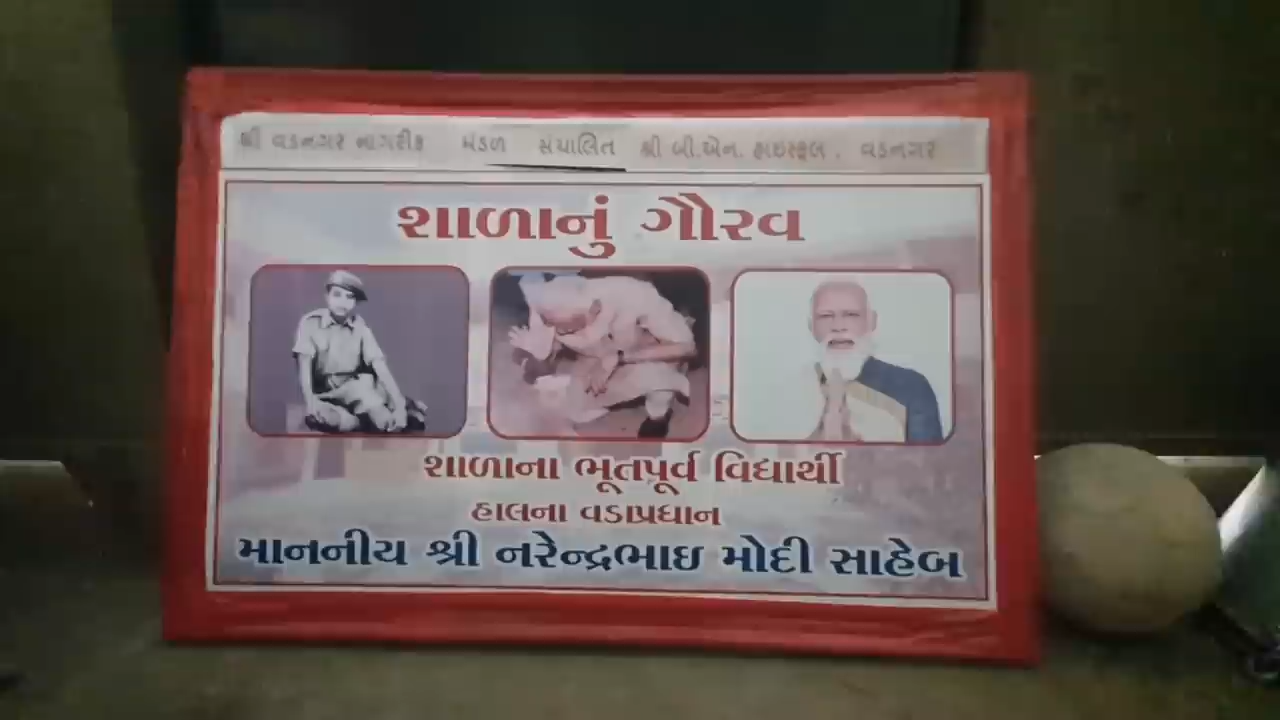 શ્રી વડનગર નાગરીક મંડળ સંચાલિત શ્રી બી.એન. હાઇસ્કૂલ . વડનગર
શાળાનું ગૌરવ
શાળાના ભૂતપૂર્વ વિદ્યાર્થી
હાલના વડાપ્રધાન
માનનીય શ્રી નરેન્દ્રભાઇ મોદી સાહેબ